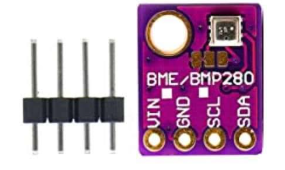 BME/BMP280
VIN
GND
SCL
SDA